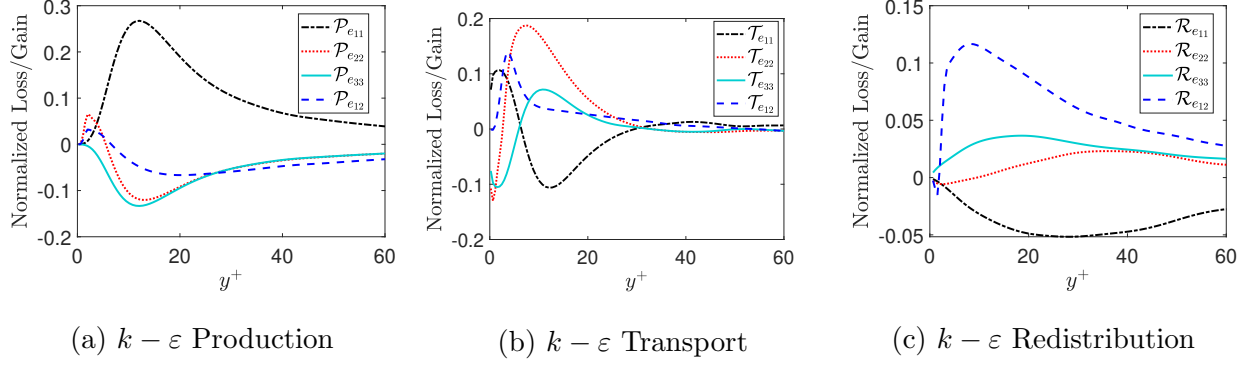 Normalized Loss/Gain
0.3
0.2
0.1
0
-0.1
-0.2
0 20 40 60
y⁺
𝒫e₁₁
𝒫e₂₂
𝒫e₃₃
𝒫e₁₂
(a) k − ε Production
Normalized Loss/Gain
0.2
0.1
0
-0.1
-0.2
0 20 40 60
y⁺
𝒯e₁₁
𝒯e₂₂
𝒯e₃₃
𝒯e₁₂
(b) k − ε Transport
Normalized Loss/Gain
0.15
0.1
0.05
0
-0.05
0 20 40 60
y⁺
ℛe₁₁
ℛe₂₂
ℛe₃₃
ℛe₁₂
(c) k − ε Redistribution